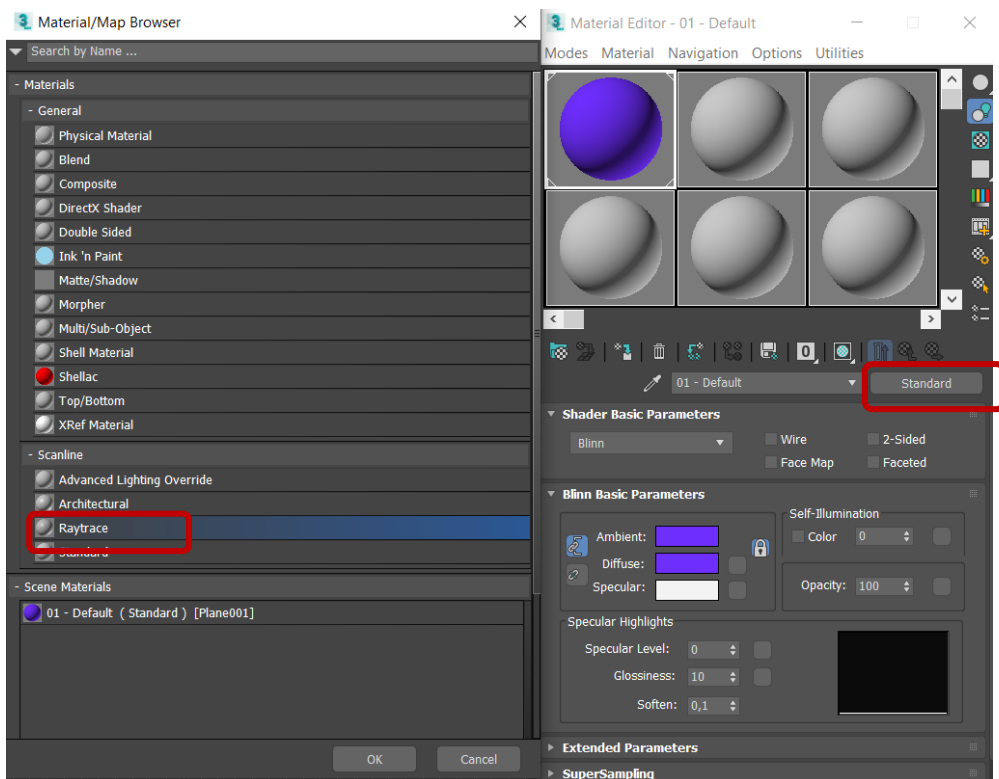 Material/Map Browser
Search by Name ...
- Materials
- General
Physical Material
Blend
Composite
DirectX Shader
Double Sided
Ink 'n Paint
Matte/Shadow
Morpher
Multi/Sub-Object
Shell Material
Shellac
Top/Bottom
XRef Material
- Scanline
Advanced Lighting Override
Architectural
Raytrace
Standard
- Scene Materials
01 - Default ( Standard ) [Plane001]
OK Cancel
Material Editor - 01 - Default
Modes Material Navigation Options Utilities
0
01 - Default Standard
Shader Basic Parameters
Blinn Wire 2-Sided
Face Map Faceted
Blinn Basic Parameters
Self-Illumination
Ambient: Color 0
Diffuse:
Specular: Opacity: 100
Specular Highlights
Specular Level: 0
Glossiness: 10
Soften: 0,1
Extended Parameters
SuperSampling